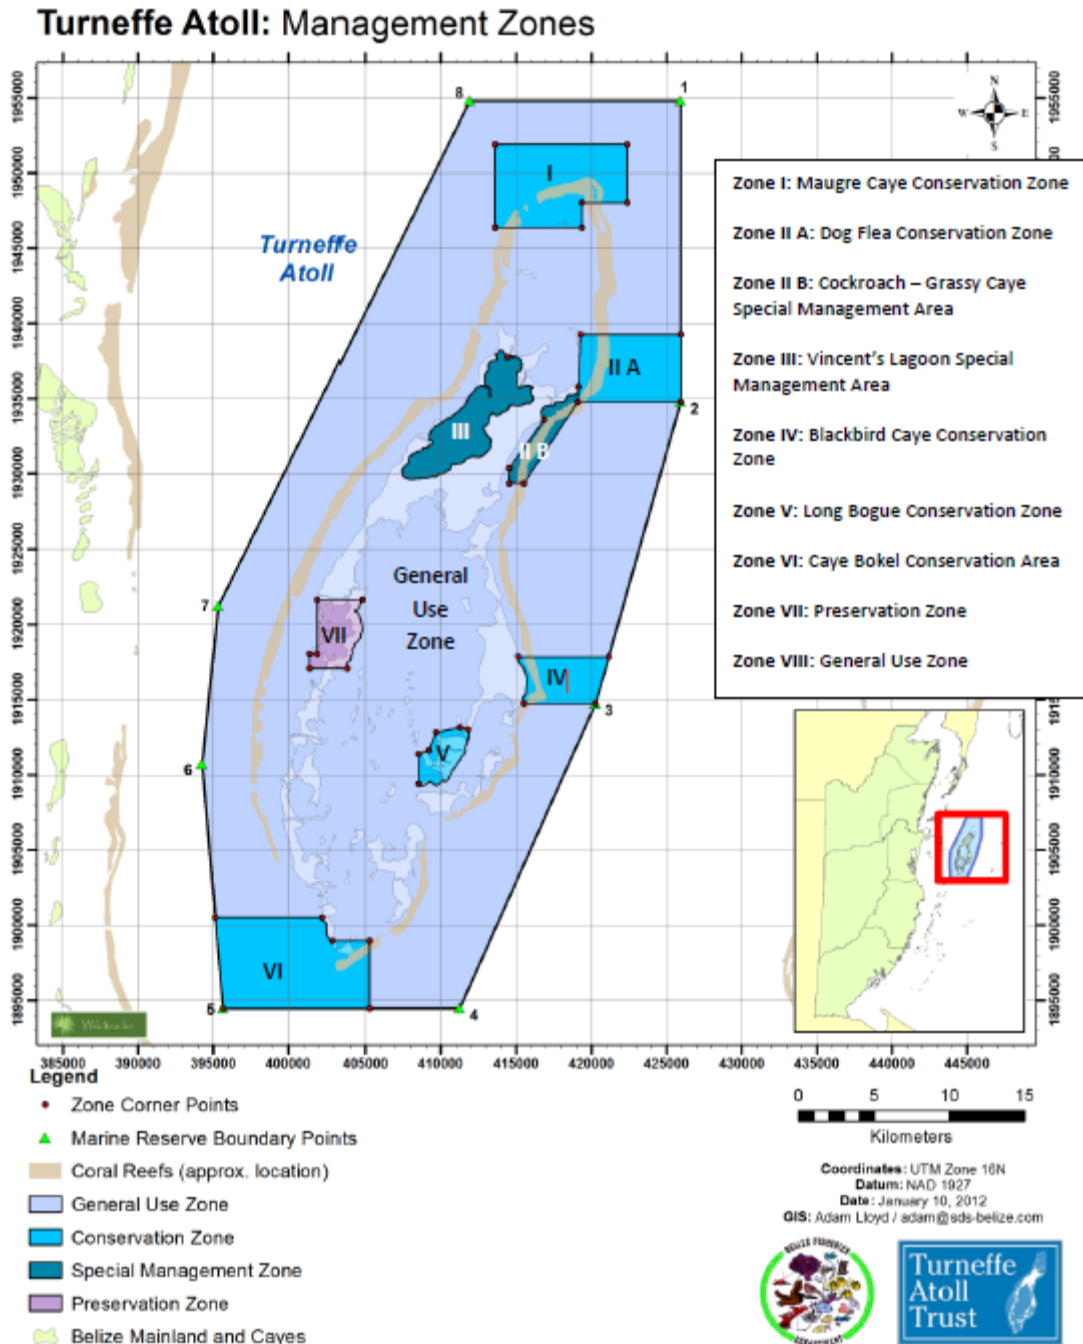 Turneffe Atoll: Management Zones
8
1
N
W E
S
1955000
1950000
1945000
1940000
1935000
1930000
1925000
1920000
1915000
1910000
1905000
1900000
1895000
I
Turneffe
Atoll
II A
2
III
II B
General
Use
Zone
7
VII
IV
3
V
6
VI
5
4
Zone I: Maugre Caye Conservation Zone
Zone II A: Dog Flea Conservation Zone
Zone II B: Cockroach – Grassy Caye
Special Management Area
Zone III: Vincent's Lagoon Special
Management Area
Zone IV: Blackbird Caye Conservation
Zone
Zone V: Long Bogue Conservation Zone
Zone VI: Caye Bokel Conservation Area
Zone VII: Preservation Zone
Zone VIII: General Use Zone
1955000
1910000
1905000
1900000
1895000
385000 390000 395000 400000 405000 410000 415000 420000 425000 430000 435000 440000 445000
Legend
Zone Corner Points
Marine Reserve Boundary Points
Coral Reefs (approx. location)
General Use Zone
Conservation Zone
Special Management Zone
Preservation Zone
Belize Mainland and Cayes
0 5 10 15
Kilometers
Coordinates: UTM Zone 16N
Datum: NAD 1927
Date: January 10, 2012
GIS: Adam Lloyd / adam@sds-belize.com
BELIZE FISHERIES
DEPARTMENT
Turneffe
Atoll
Trust